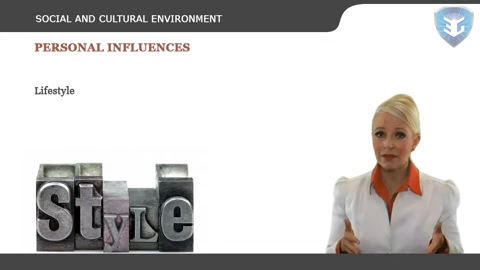 SOCIAL AND CULTURAL ENVIRONMENT
PERSONAL INFLUENCES
Lifestyle
StyLe